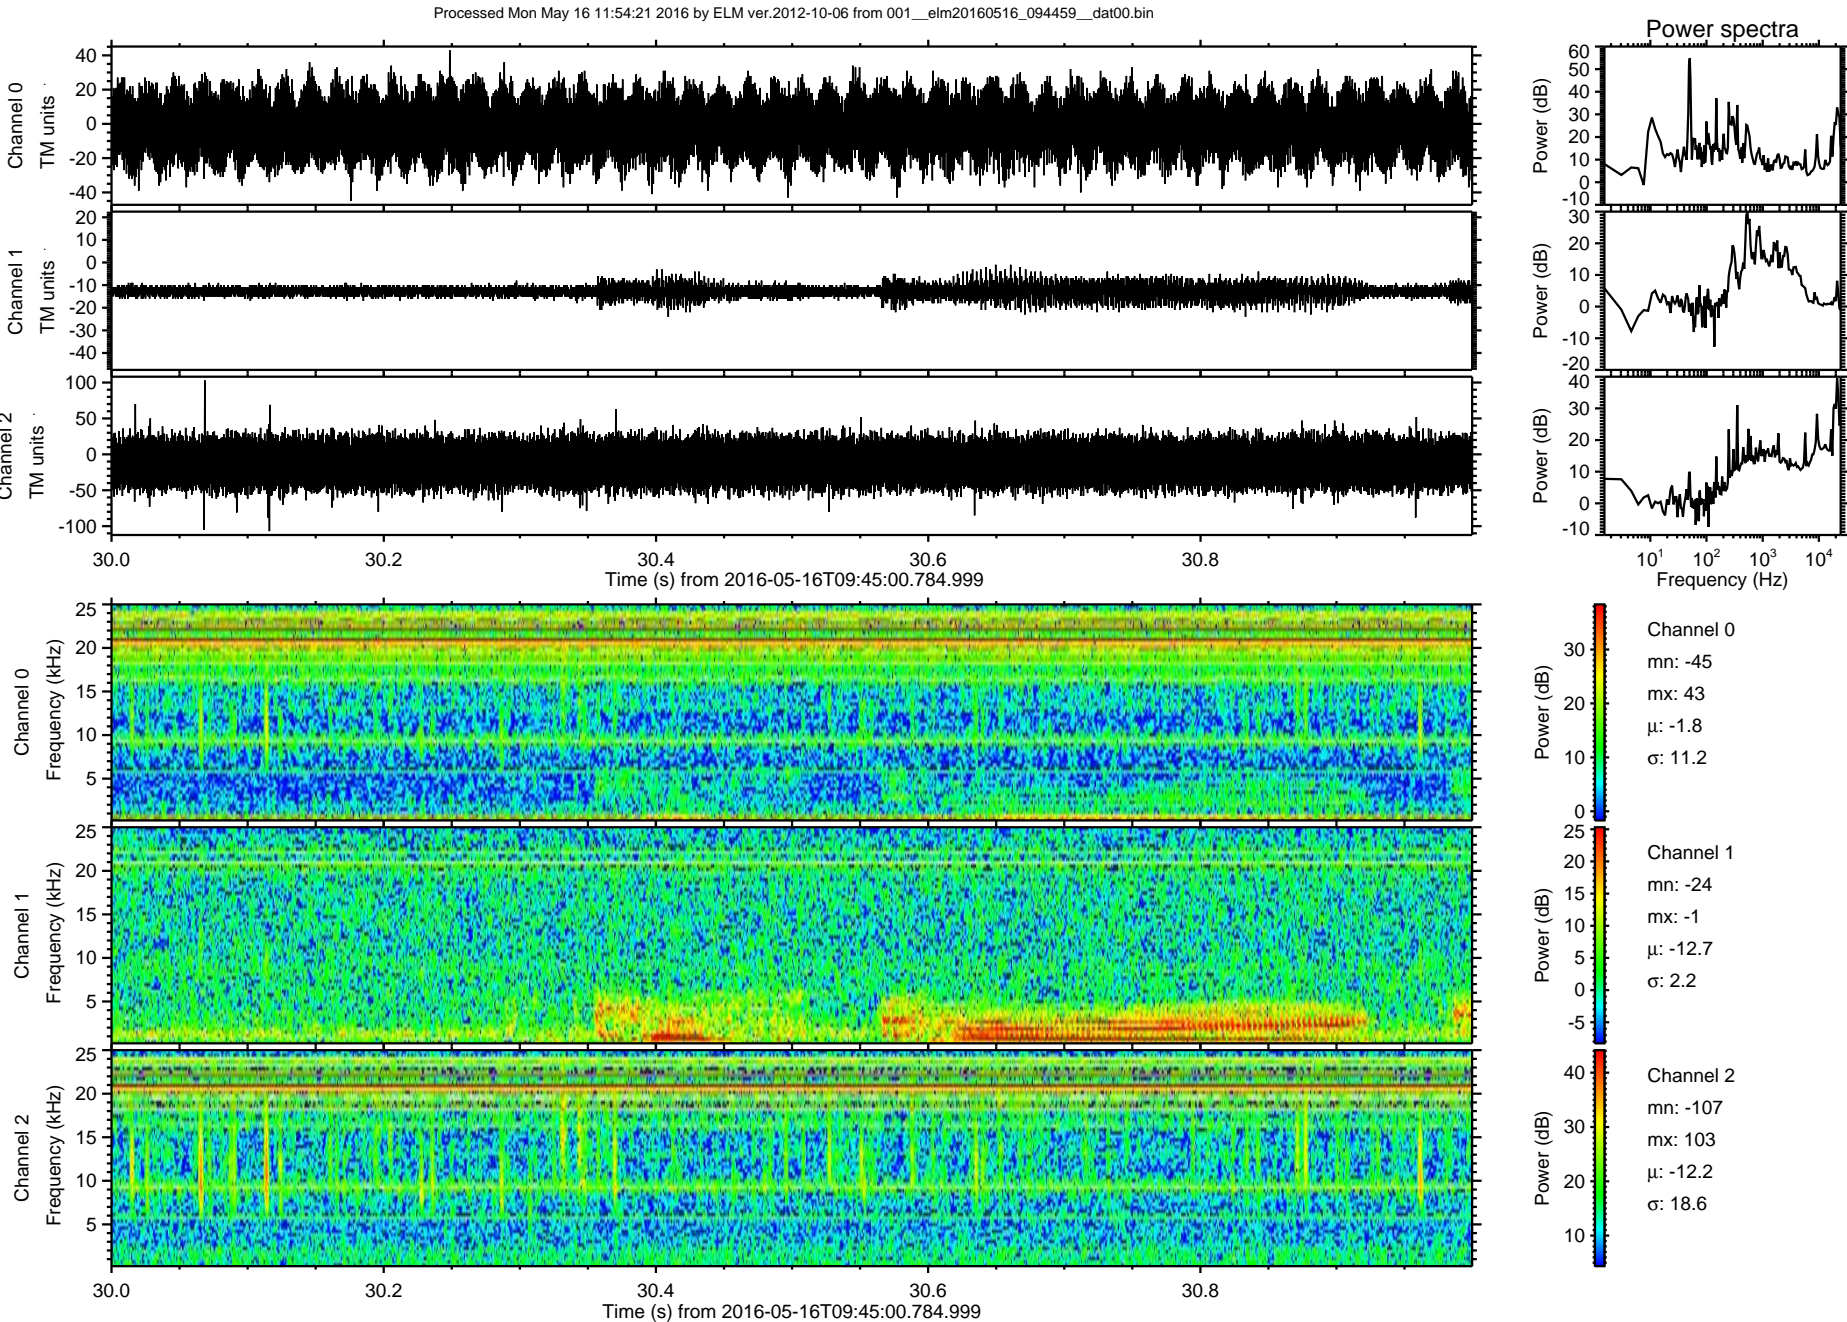 Processed Mon May 16 11:54:21 2016 by ELM ver.2012-10-06 from 001__elm20160516_094459__dat00.bin
Power spectra
Channel 0
TM units
40
20
0
-20
-40
Power (dB)
60
50
40
30
20
10
0
-10
Channel 1
TM units
20
10
0
-10
-20
-30
-40
Power (dB)
30
20
10
0
-10
-20
Channel 2
TM units
100
50
0
-50
-100
Power (dB)
40
30
20
10
0
-10
30.0 30.2 30.4 30.6 30.8
Time (s) from 2016-05-16T09:45:00.784.999
10^1 10^2 10^3 10^4
Frequency (Hz)
Channel 0
Frequency (kHz)
25
20
15
10
5
Power (dB)
30
20
10
0
Channel 0
mn: -45
mx: 43
μ: -1.8
σ: 11.2
Channel 1
Frequency (kHz)
25
20
15
10
5
Power (dB)
25
20
15
10
5
0
-5
Channel 1
mn: -24
mx: -1
μ: -12.7
σ: 2.2
Channel 2
Frequency (kHz)
25
20
15
10
5
Power (dB)
40
30
20
10
Channel 2
mn: -107
mx: 103
μ: -12.2
σ: 18.6
30.0 30.2 30.4 30.6 30.8
Time (s) from 2016-05-16T09:45:00.784.999